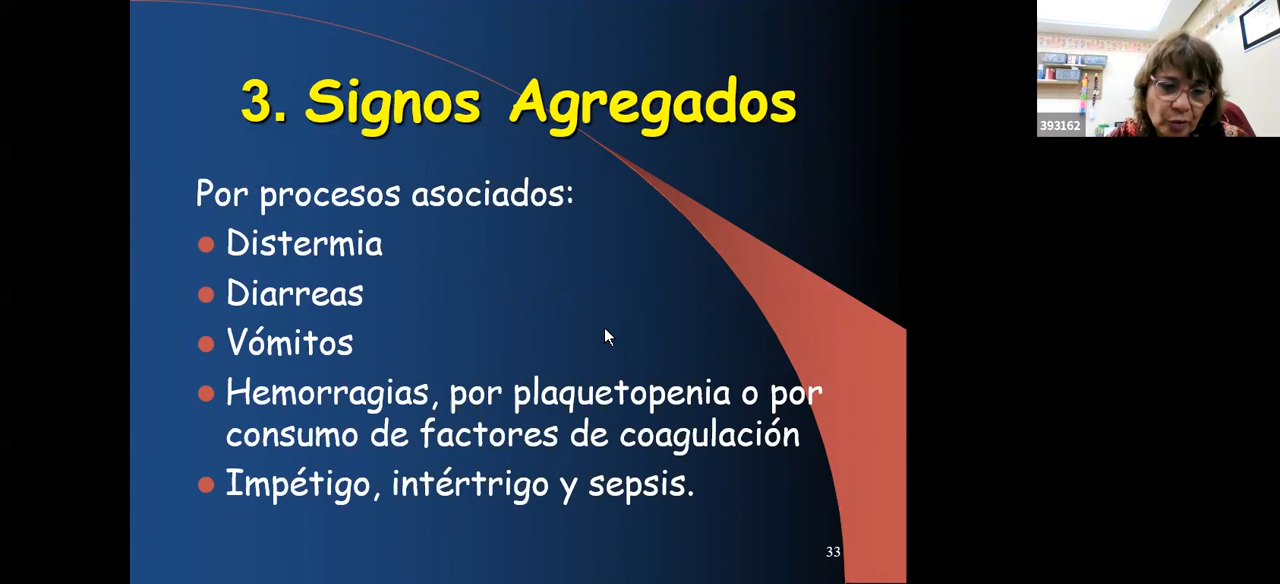 3. Signos Agregados
393162
Por procesos asociados:
Distermia
Diarreas
Vómitos
Hemorragias, por plaquetopenia o por
consumo de factores de coagulación
Impétigo, intértrigo y sepsis.
33